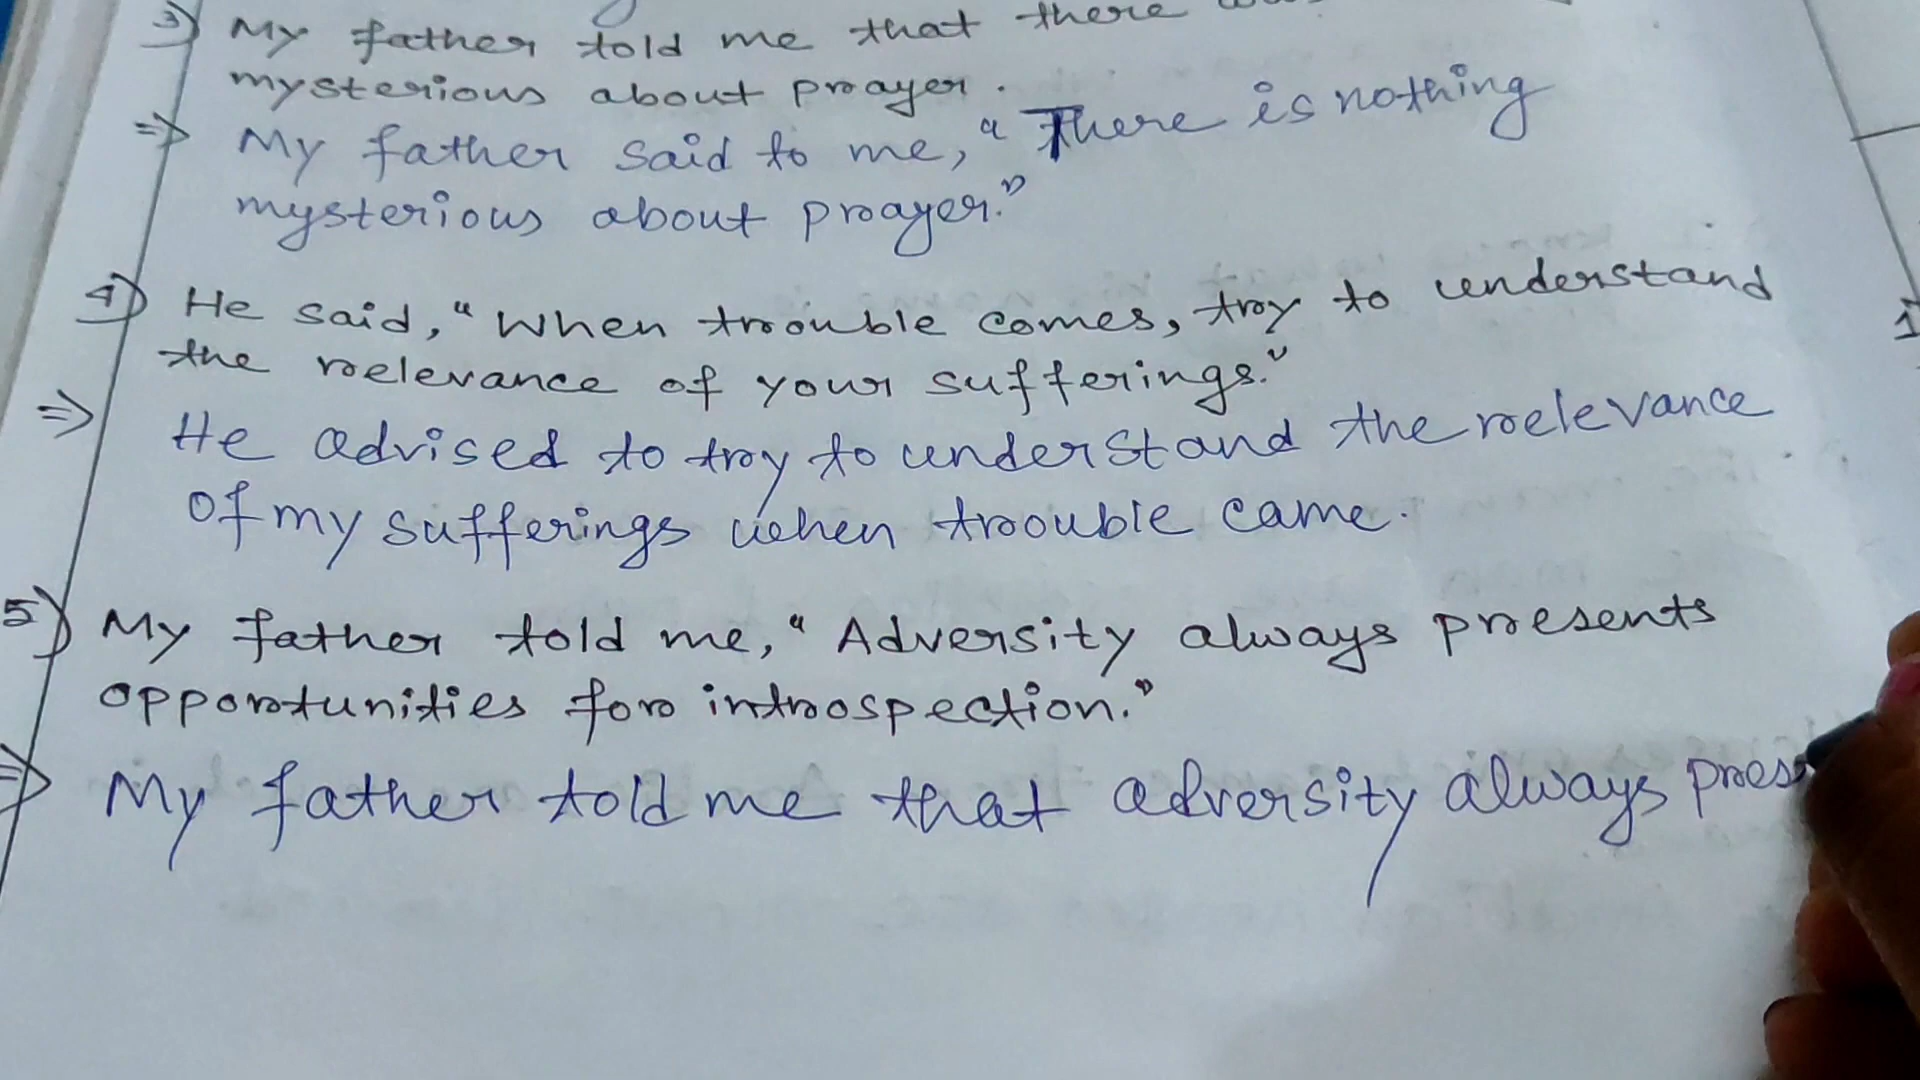 3) My father told me that there
mysterious about prayer.
=> My father said to me, "There is nothing
mysterious about prayer."
4) He said, "When trouble comes, try to understand
the relevance of your sufferings."
=> He advised to try to understand the relevance
of my sufferings when trouble came.
5) My father told me, "Adversity always presents
opportunities for introspection."
=> My father told me that adversity always pres
1